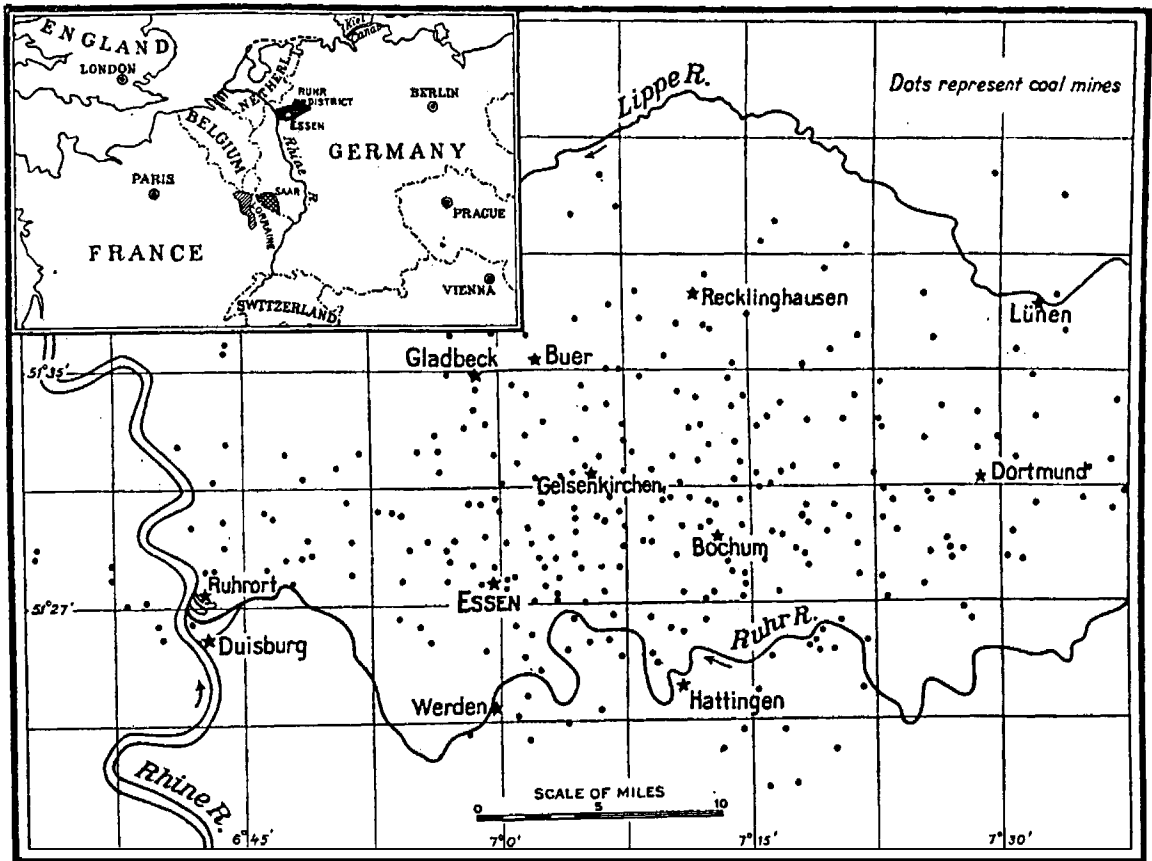 ENGLAND
LONDON
Kiel
Canal
NETHERL.
RUHR
DISTRICT
ESSEN
BERLIN
BELGIUM
Rhine R.
GERMANY
PARIS
SAAR
LORRAINE
PRAGUE
FRANCE
VIENNA
SWITZERLAND
Lippe R.
Dots represent coal mines
Recklinghausen
Lünen
Gladbeck
Buer
51° 35'
Gelsenkirchen
Dortmund
Bochum
Ruhrort
ESSEN
51° 27'
Duisburg
Ruhr R.
Werden
Hattingen
Rhine R.
SCALE OF MILES
0 5 10
6° 45'
7° 0'
7° 15'
7° 30'